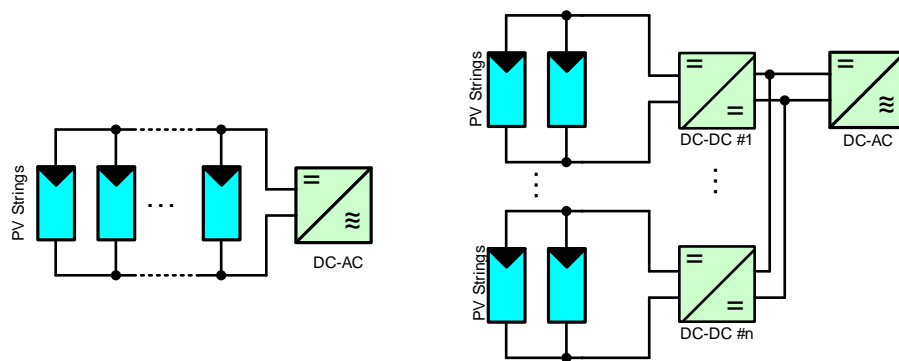 PV Strings
...
DC-AC
PV Strings
DC-DC #1
DC-AC
...
...
PV Strings
DC-DC #n